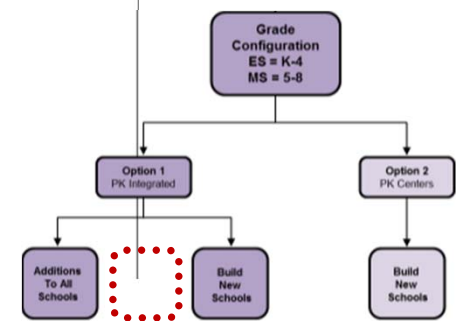 Grade
Configuration
ES = K-4
MS = 5-8
Option 1
PK Integrated
Option 2
PK Centers
Additions
To All
Schools
Build
New
Schools
Build
New
Schools